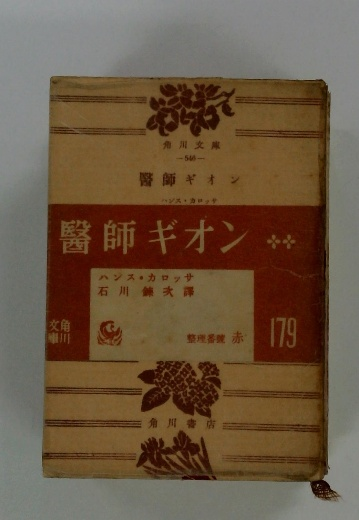 角川文庫
—546—
醫師ギオン
ハンス・カロッサ
醫師ギオン
ハンス・カロッサ
石川錬次譯
角川文庫
整理番號 赤 179
角川書店